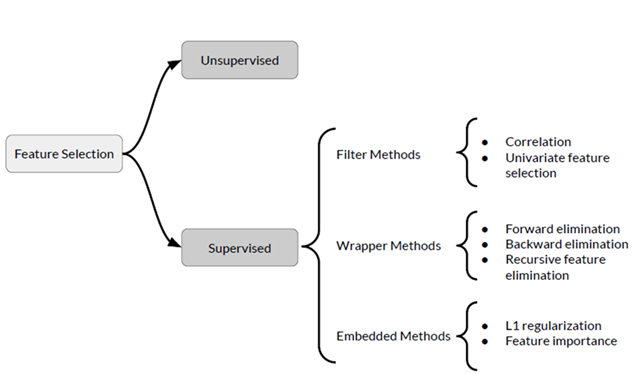 Unsupervised
Feature Selection
Supervised
Filter Methods
• Correlation
• Univariate feature
selection
Wrapper Methods
• Forward elimination
• Backward elimination
• Recursive feature
elimination
Embedded Methods
• L1 regularization
• Feature importance